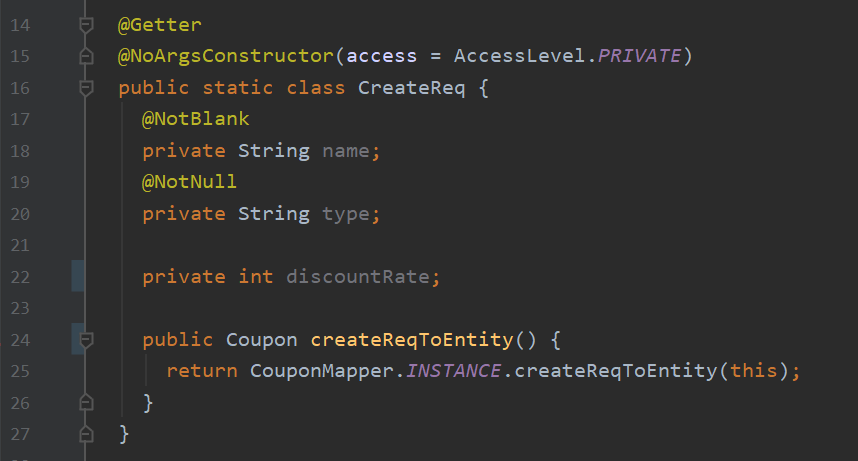 14 @Getter
15 @NoArgsConstructor(access = AccessLevel.PRIVATE)
16 public static class CreateReq {
17 @NotBlank
18 private String name;
19 @NotNull
20 private String type;
21
22 private int discountRate;
23
24 public Coupon createReqToEntity() {
25 return CouponMapper.INSTANCE.createReqToEntity(this);
26 }
27 }